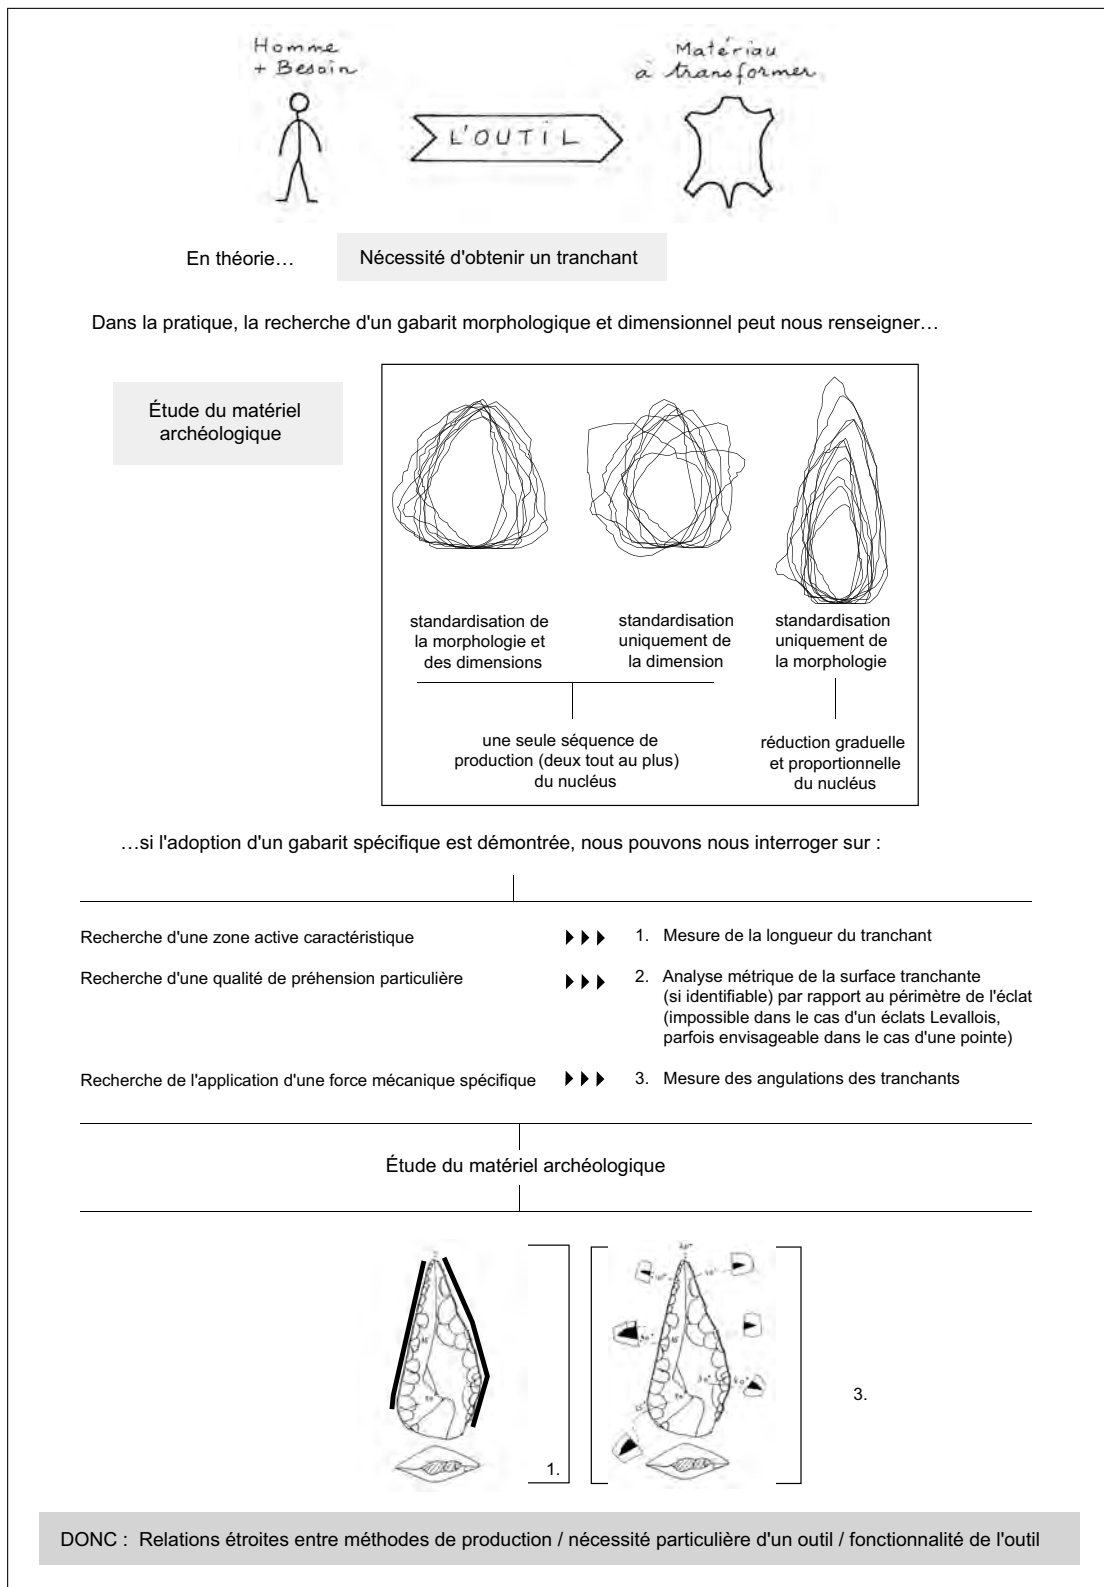 Homme
+ Besoin
L'OUTIL
Matériau
à transformer
En théorie…
Nécessité d'obtenir un tranchant
Dans la pratique, la recherche d'un gabarit morphologique et dimensionnel peut nous renseigner…
Étude du matériel
archéologique
standardisation de
la morphologie et
des dimensions
standardisation
uniquement de
la dimension
standardisation
uniquement de
la morphologie
une seule séquence de
production (deux tout au plus)
du nucléus
réduction graduelle
et proportionnelle
du nucléus
…si l'adoption d'un gabarit spécifique est démontrée, nous pouvons nous interroger sur :
Recherche d'une zone active caractéristique
1. Mesure de la longueur du tranchant
Recherche d'une qualité de préhension particulière
2. Analyse métrique de la surface tranchante
(si identifiable) par rapport au périmètre de l'éclat
(impossible dans le cas d'un éclats Levallois,
parfois envisageable dans le cas d'une pointe)
Recherche de l'application d'une force mécanique spécifique
3. Mesure des angulations des tranchants
Étude du matériel archéologique
1.
3.
DONC : Relations étroites entre méthodes de production / nécessité particulière d'un outil / fonctionnalité de l'outil